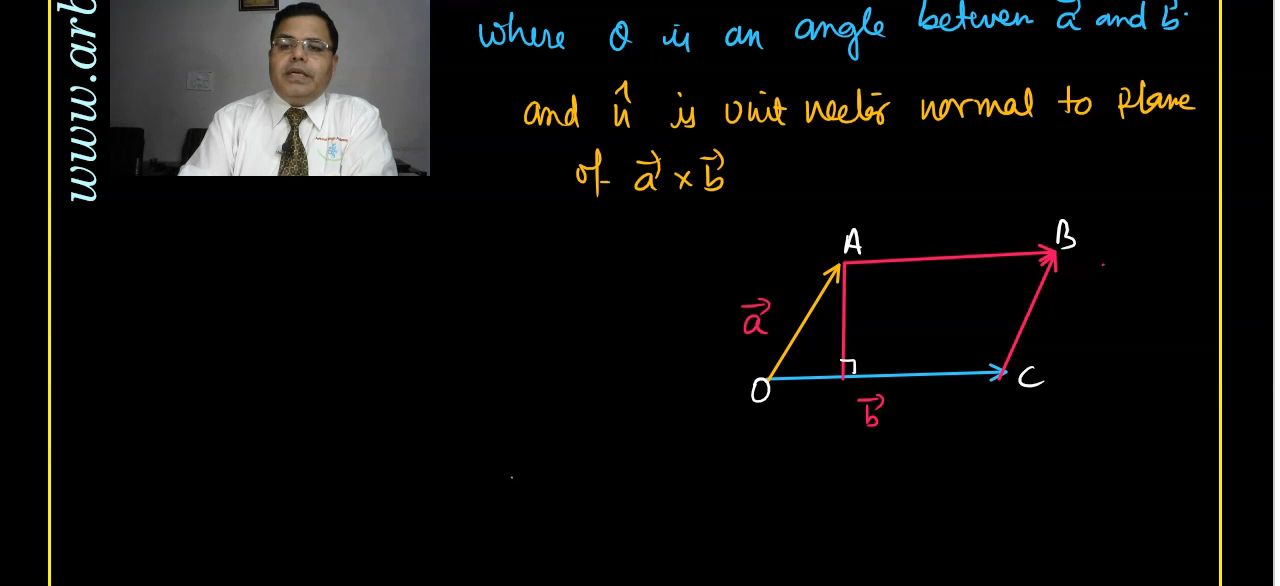 www.arb
where θ is an angle between a⃗ and b⃗.
and n̂ is unit vector normal to plane
of a⃗ × b⃗
A
B
a⃗
O
C
b⃗